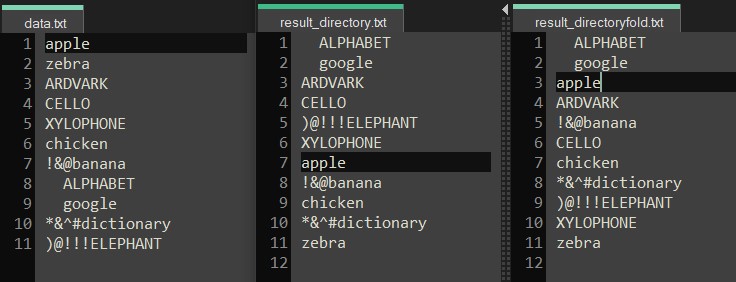 data.txt
1 apple
2 zebra
3 ARDVARK
4 CELLO
5 XYLOPHONE
6 chicken
7 !&@banana
8   ALPHABET
9   google
10 *&^#dictionary
11 )@!!!ELEPHANT
result_directory.txt
1   ALPHABET
2   google
3 ARDVARK
4 CELLO
5 )@!!!ELEPHANT
6 XYLOPHONE
7 apple
8 !&@banana
9 chicken
10 *&^#dictionary
11 zebra
12
result_directoryfold.txt
1   ALPHABET
2   google
3 apple
4 ARDVARK
5 !&@banana
6 CELLO
7 chicken
8 *&^#dictionary
9 )@!!!ELEPHANT
10 XYLOPHONE
11 zebra
12